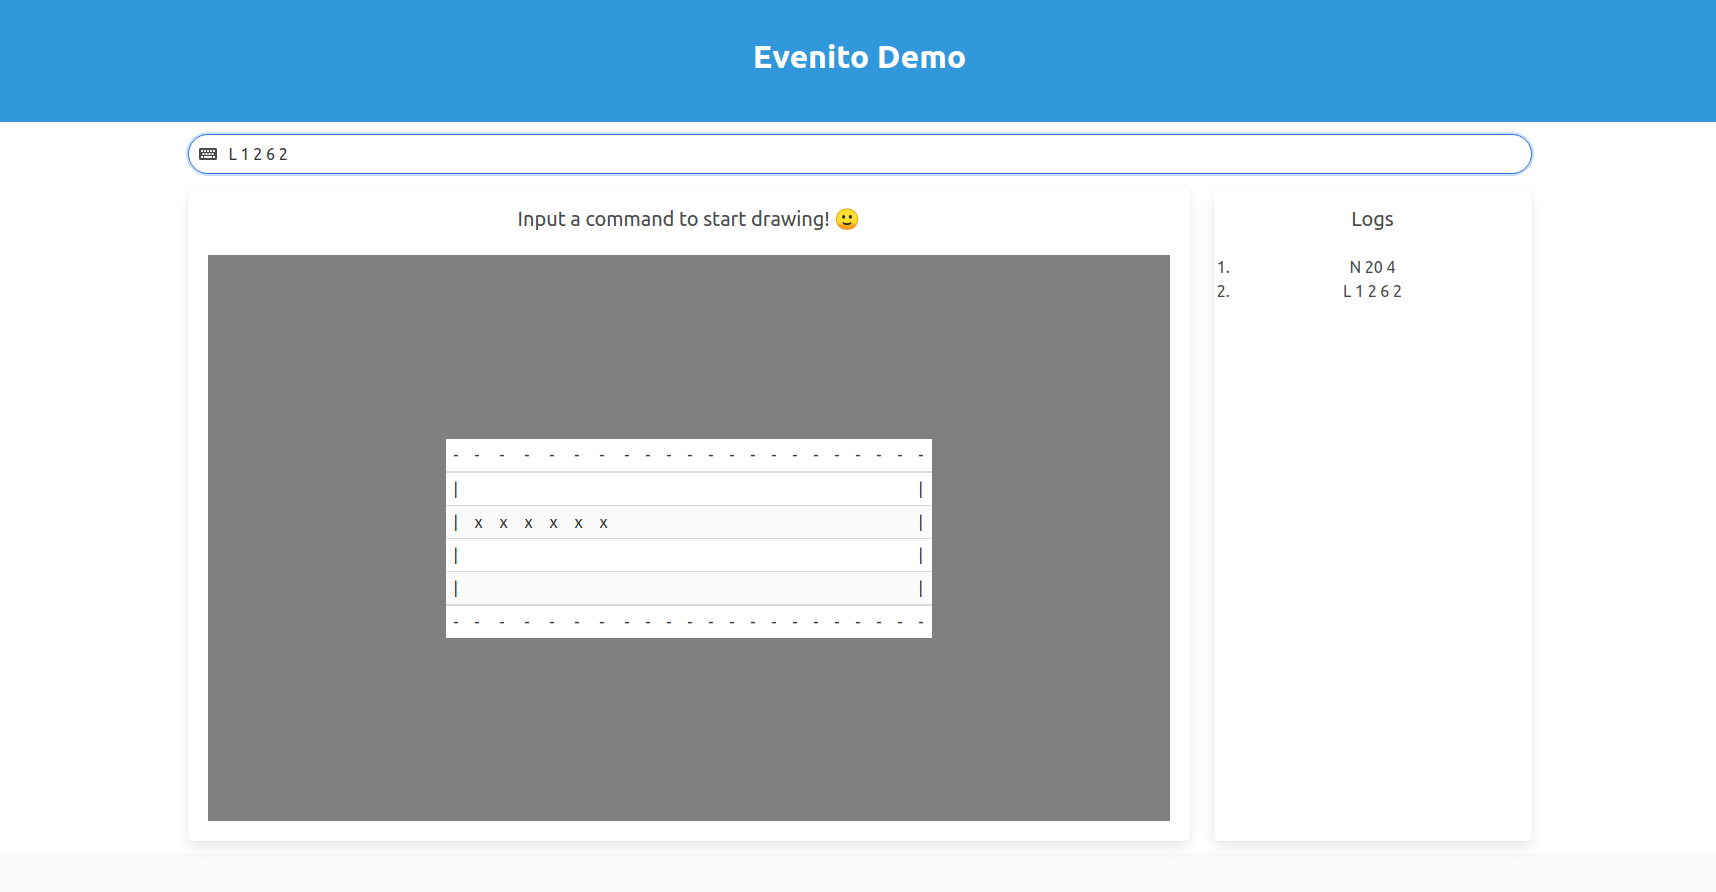 Evenito Demo
L 1 2 6 2
Input a command to start drawing! 🙂
- - - - - - - - - - - - - - - - - - - - - -
| |
| x x x x x x |
| |
| |
- - - - - - - - - - - - - - - - - - - - - -
Logs
1. N 20 4
2. L 1 2 6 2